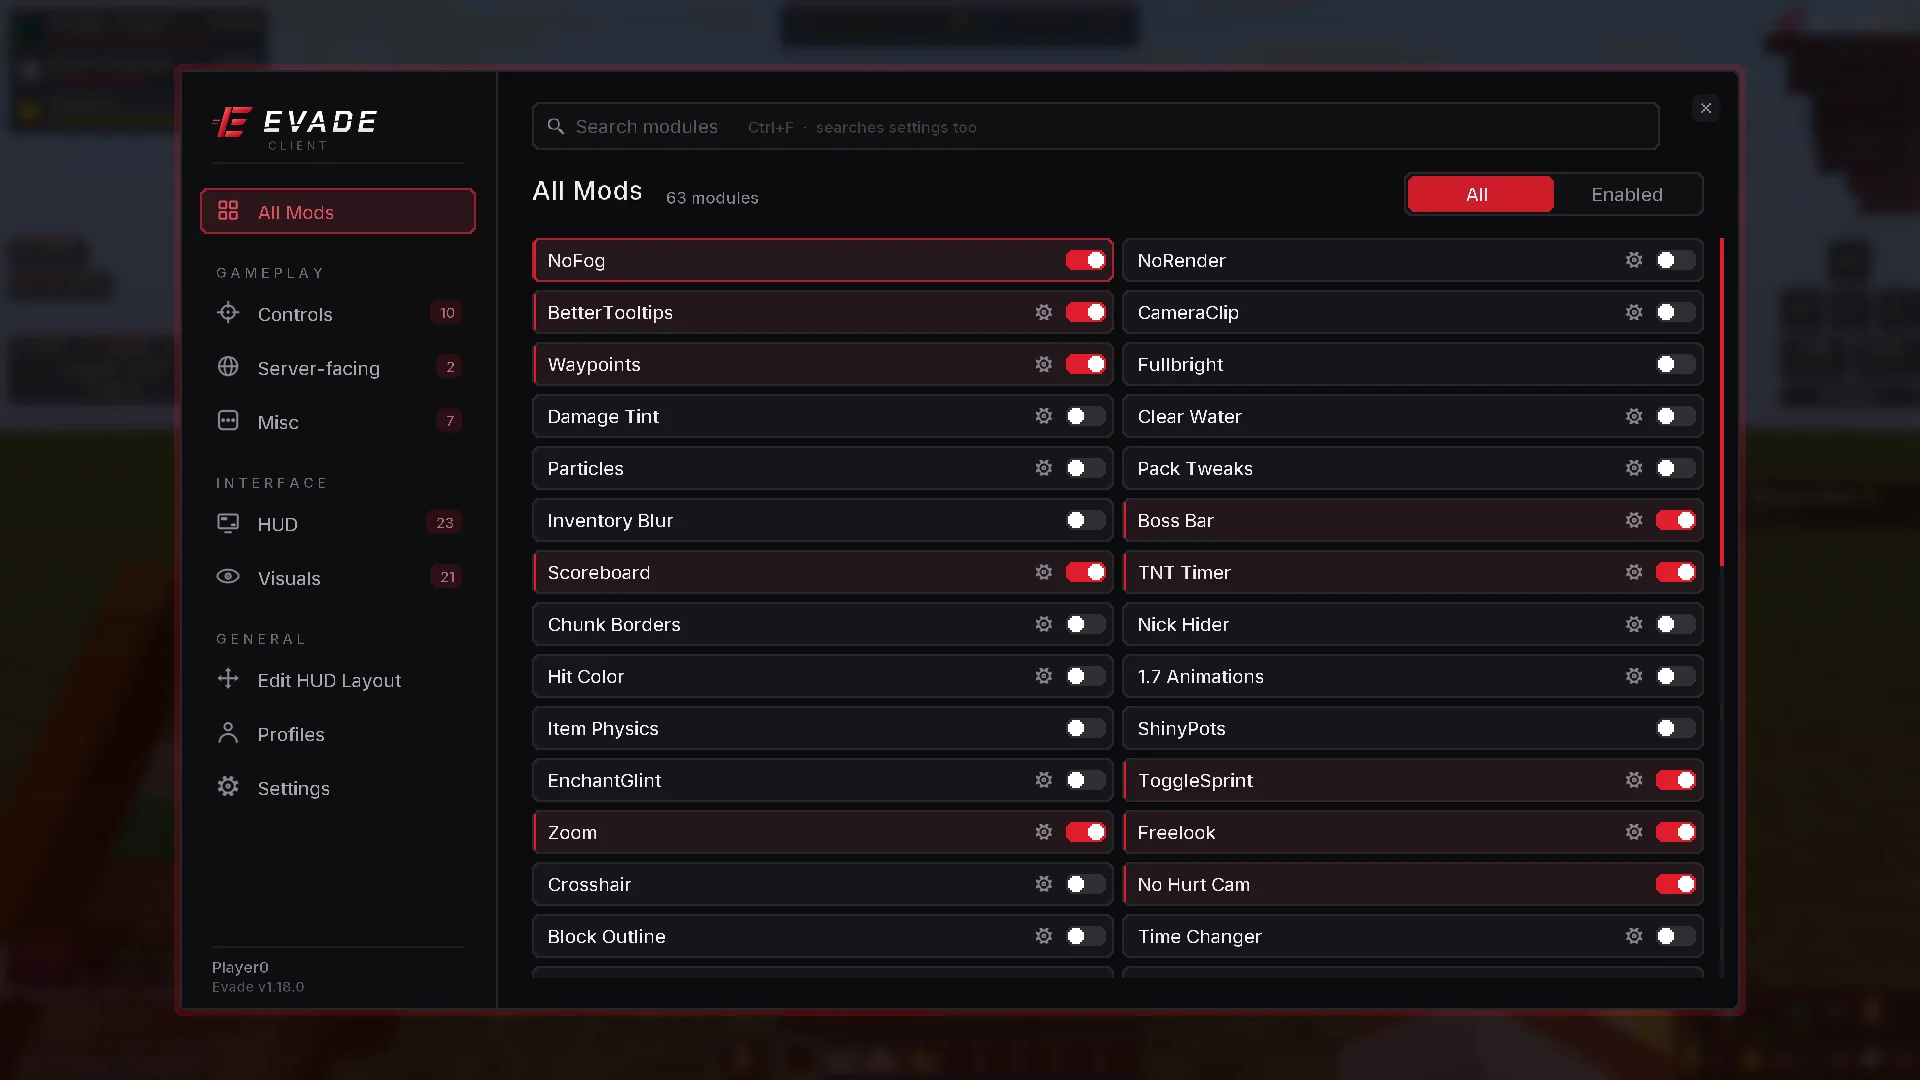 EVADE
CLIENT
All Mods
GAMEPLAY
Controls 10
Server-facing 2
Misc 7
INTERFACE
HUD 23
Visuals 21
GENERAL
Edit HUD Layout
Profiles
Settings
Player0
Evade v1.18.0
Search modules Ctrl+F · searches settings too
All Mods 63 modules
All Enabled
NoFog NoRender
BetterTooltips CameraClip
Waypoints Fullbright
Damage Tint Clear Water
Particles Pack Tweaks
Inventory Blur Boss Bar
Scoreboard TNT Timer
Chunk Borders Nick Hider
Hit Color 1.7 Animations
Item Physics ShinyPots
EnchantGlint ToggleSprint
Zoom Freelook
Crosshair No Hurt Cam
Block Outline Time Changer